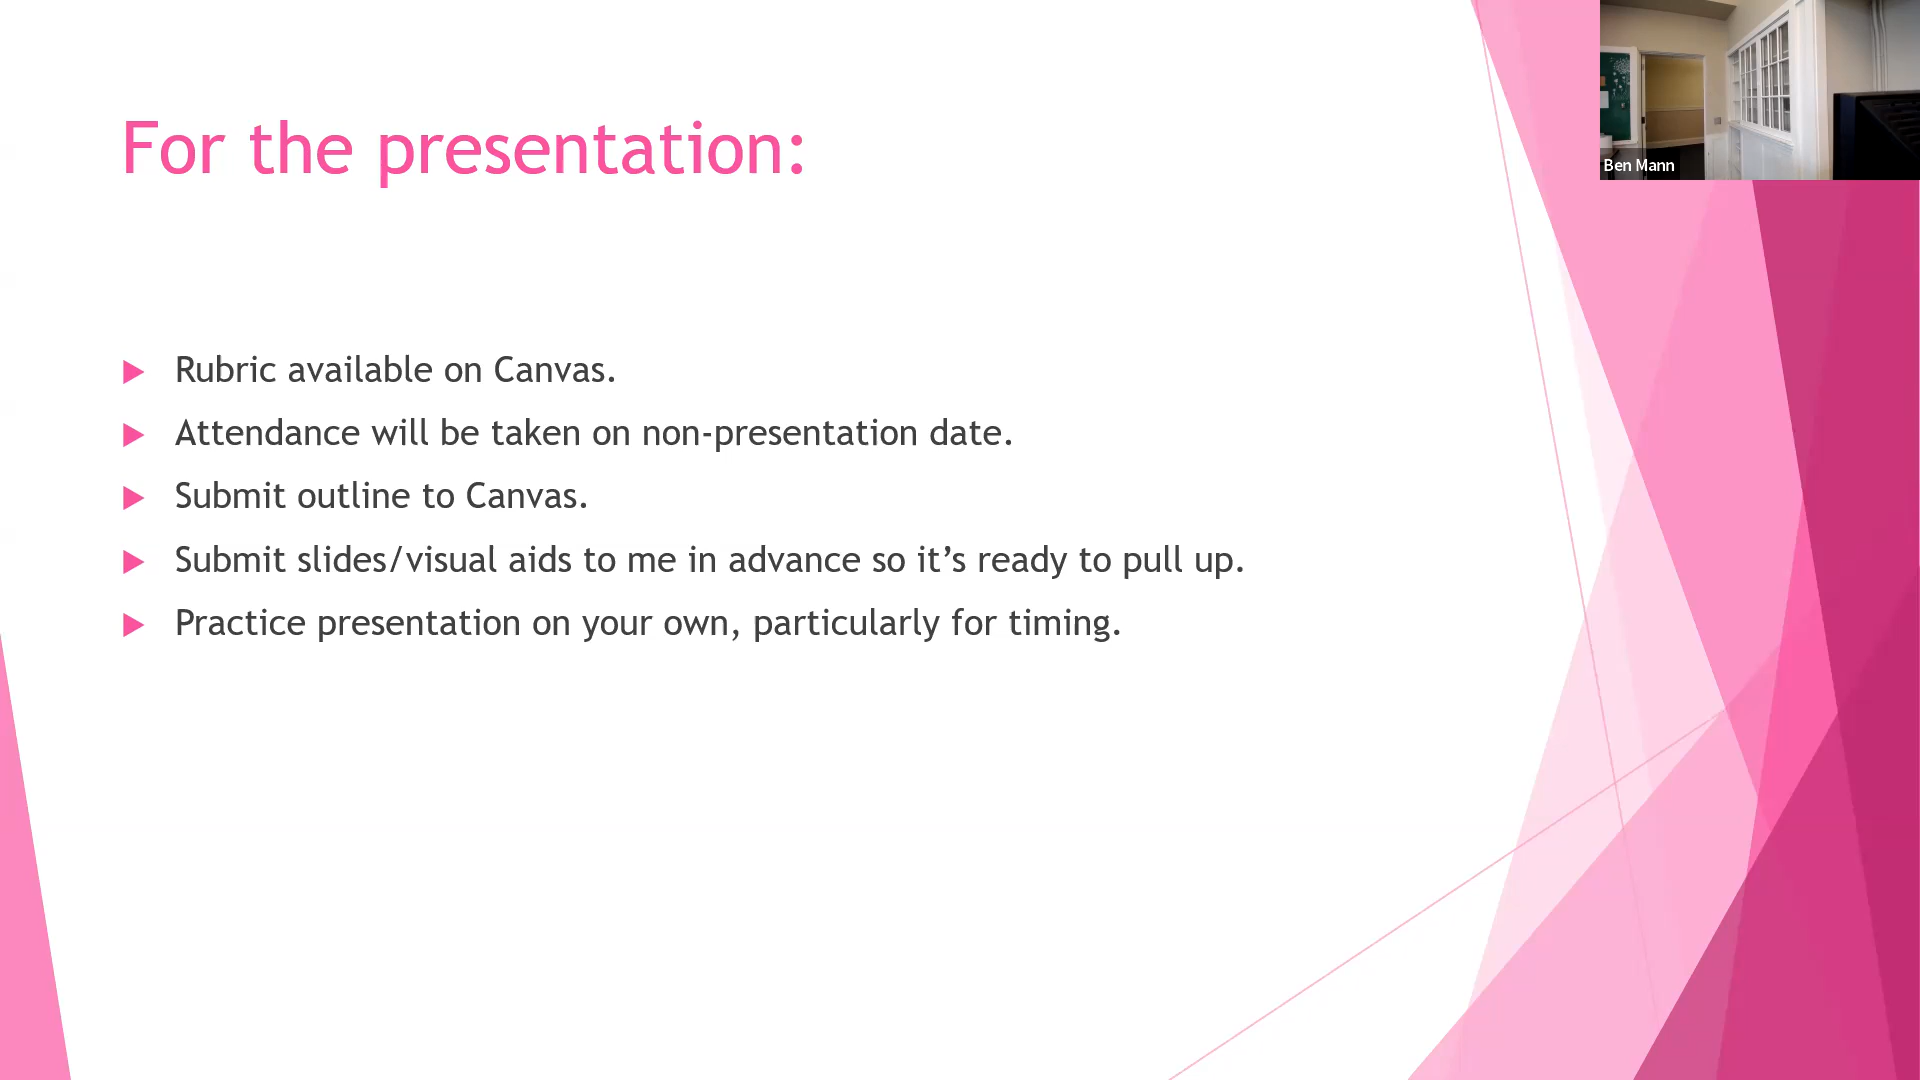 For the presentation:
Rubric available on Canvas.
Attendance will be taken on non-presentation date.
Submit outline to Canvas.
Submit slides/visual aids to me in advance so it’s ready to pull up.
Practice presentation on your own, particularly for timing.
Ben Mann